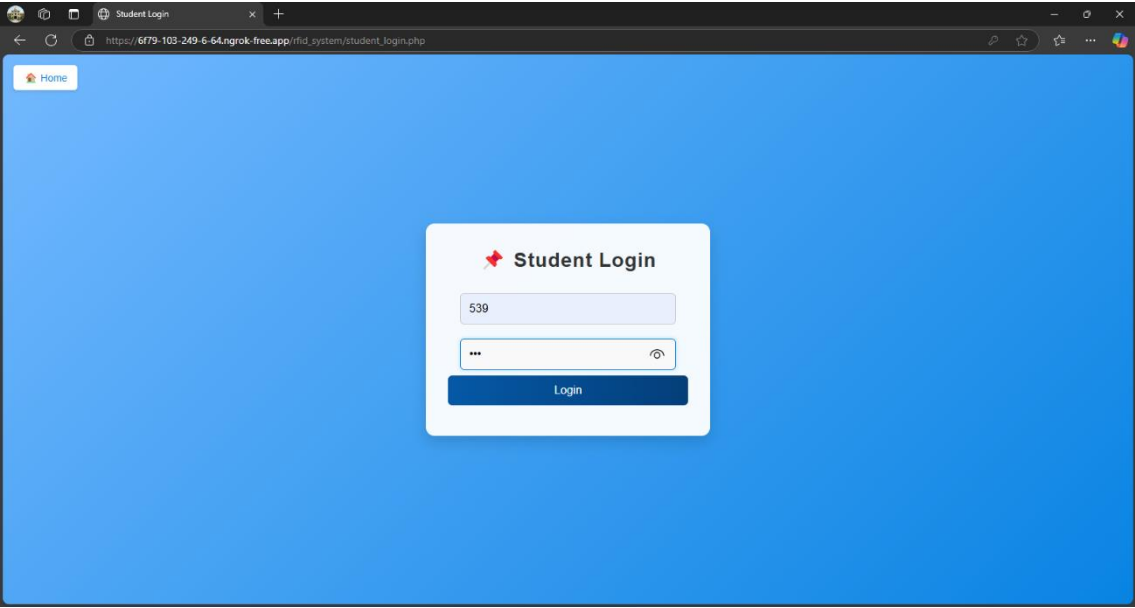 Student Login
https://6f79-103-249-6-64.ngrok-free.app/rfid_system/student_login.php
Home
Student Login
539
•••
Login